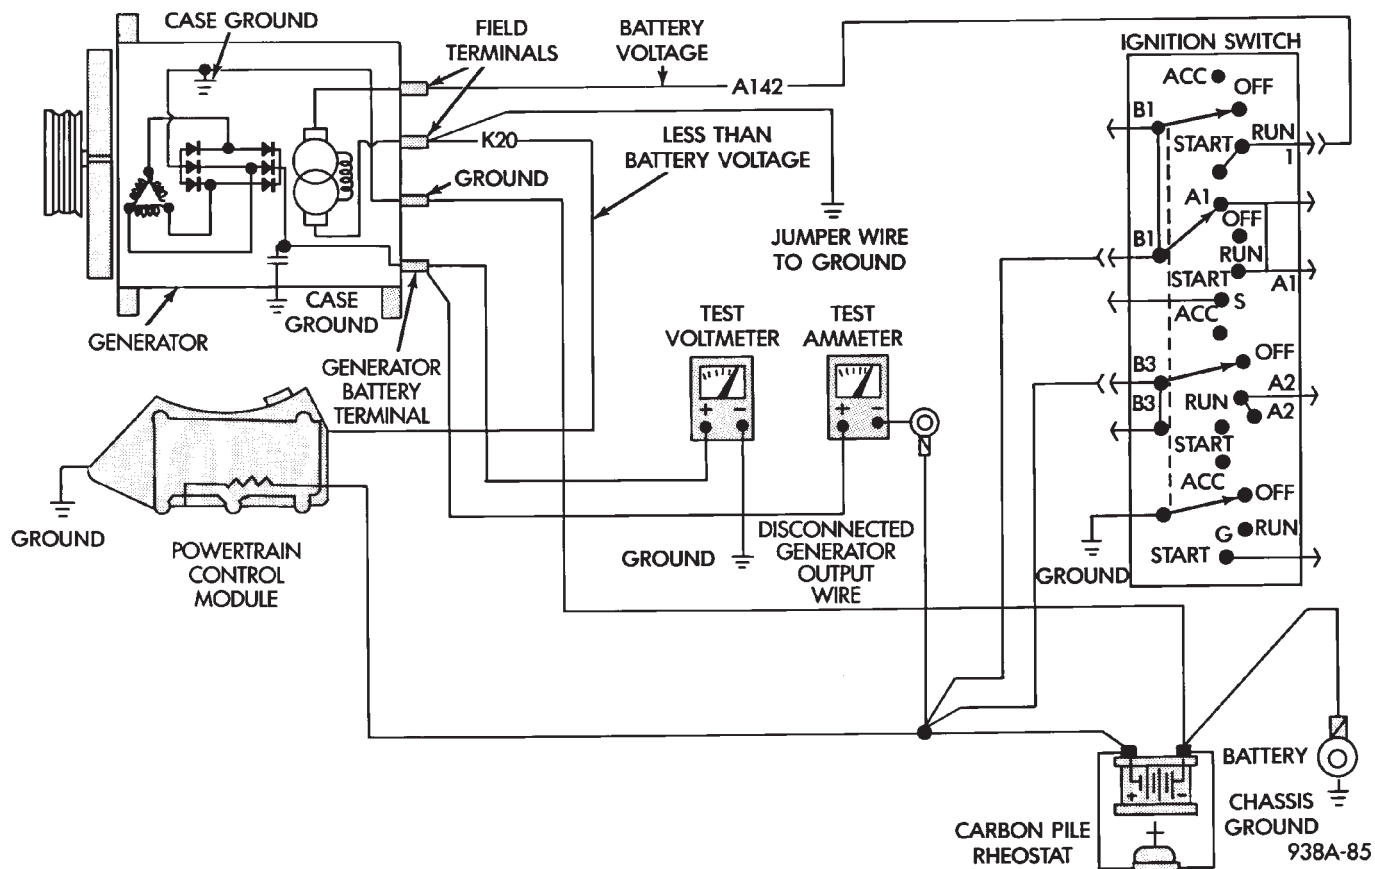 CASE GROUND
FIELD
TERMINALS
BATTERY
VOLTAGE
A142
K20
LESS THAN
BATTERY VOLTAGE
GROUND
JUMPER WIRE
TO GROUND
CASE
GROUND
GENERATOR
GENERATOR
BATTERY
TERMINAL
TEST
VOLTMETER
+ −
TEST
AMMETER
+ −
IGNITION SWITCH
ACC
OFF
B1
START
RUN
1
A1
OFF
B1
RUN
START
A1
S
ACC
OFF
B3
A2
B3
RUN
A2
START
ACC
OFF
G
RUN
START
GROUND
GROUND
POWERTRAIN
CONTROL
MODULE
GROUND
DISCONNECTED
GENERATOR
OUTPUT
WIRE
BATTERY
+ −
CHASSIS
GROUND
CARBON PILE
RHEOSTAT
938A-85